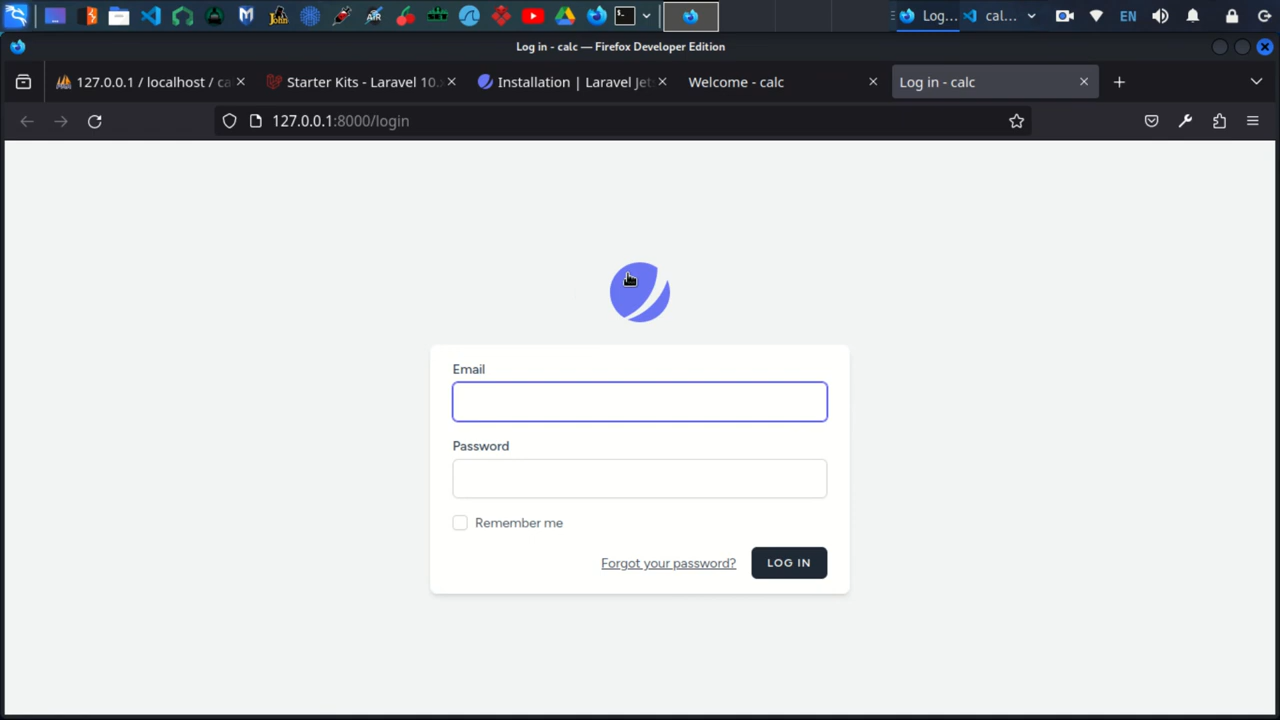 Log...
cal...
EN
Log in - calc — Firefox Developer Edition
127.0.0.1 / localhost / ca
Starter Kits - Laravel 10.
Installation | Laravel Jets
Welcome - calc
Log in - calc
127.0.0.1:8000/login
Email
Password
Remember me
Forgot your password?
LOG IN